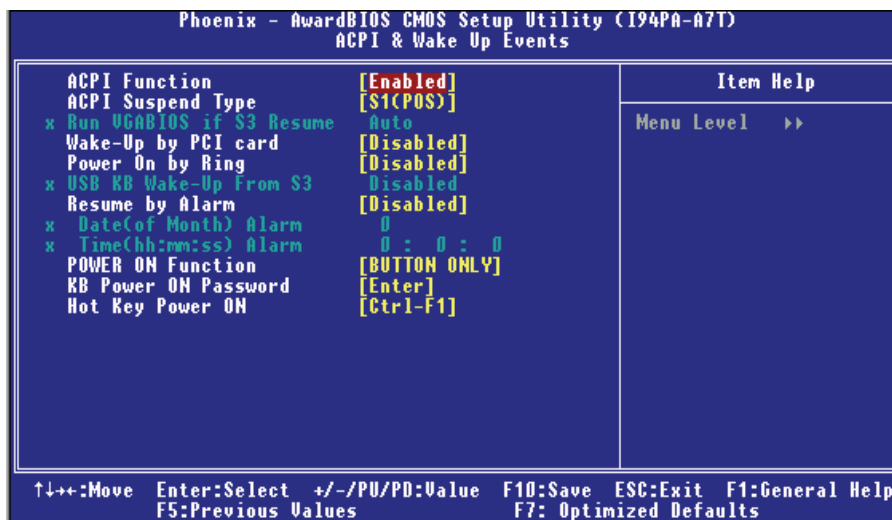 Phoenix - AwardBIOS CMOS Setup Utility (I94PA-A7T)
ACPI & Wake Up Events
ACPI Function [Enabled] Item Help
ACPI Suspend Type [S1(POS)]
x Run VGABIOS if S3 Resume Auto Menu Level ▸▸
Wake-Up by PCI card [Disabled]
Power On by Ring [Disabled]
x USB KB Wake-Up From S3 Disabled
Resume by Alarm [Disabled]
x Date(of Month) Alarm 0
x Time(hh:mm:ss) Alarm 0 : 0 : 0
POWER ON Function [BUTTON ONLY]
KB Power ON Password [Enter]
Hot Key Power ON [Ctrl-F1]
↑↓→←:Move Enter:Select +/-/PU/PD:Value F10:Save ESC:Exit F1:General Help
F5:Previous Values F7: Optimized Defaults